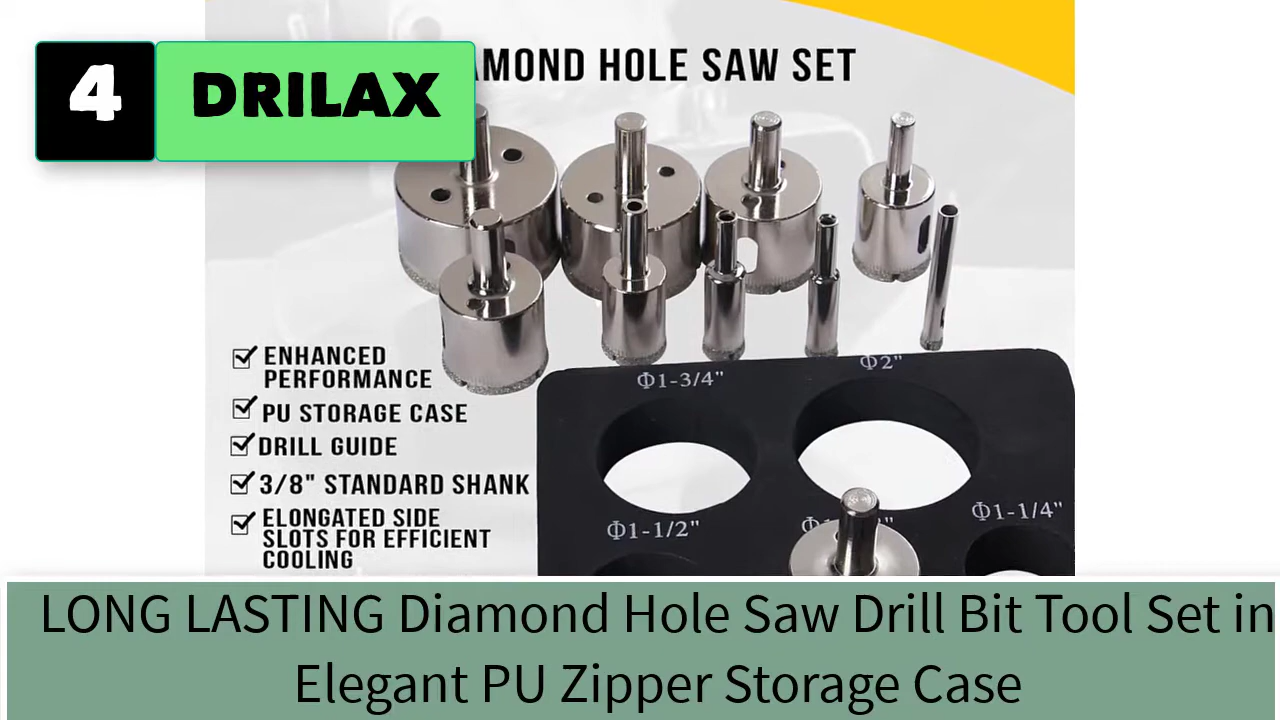 4 DRILAX
AMOND HOLE SAW SET
ENHANCED
PERFORMANCE
PU STORAGE CASE
DRILL GUIDE
3/8" STANDARD SHANK
ELONGATED SIDE
SLOTS FOR EFFICIENT
COOLING
Φ1-3/4"
Φ2"
Φ1-1/2"
Φ1-1/4"
LONG LASTING Diamond Hole Saw Drill Bit Tool Set in
Elegant PU Zipper Storage Case